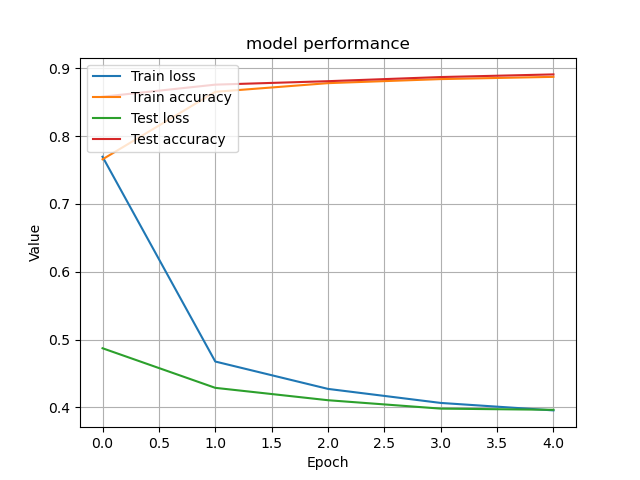 model performance
0.9
0.8
0.7
0.6
0.5
0.4
Value
Train loss
Train accuracy
Test loss
Test accuracy
0.0 0.5 1.0 1.5 2.0 2.5 3.0 3.5 4.0
Epoch